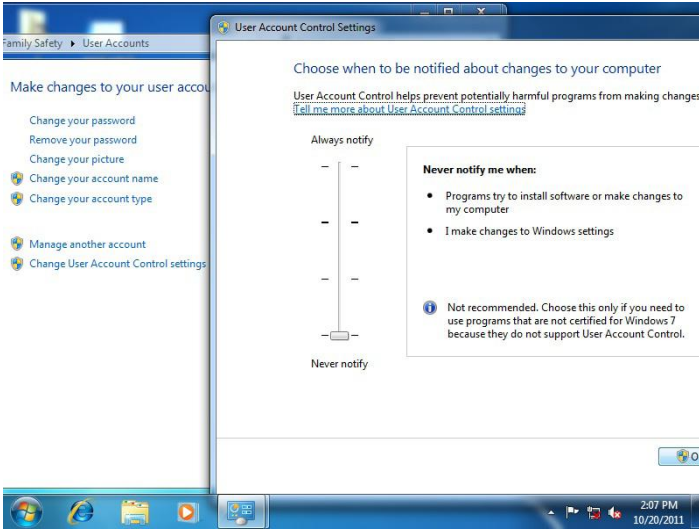 Family Safety ▸ User Accounts
Make changes to your user accou
Change your password
Remove your password
Change your picture
Change your account name
Change your account type
Manage another account
Change User Account Control settings
User Account Control Settings
Choose when to be notified about changes to your computer
User Account Control helps prevent potentially harmful programs from making changes
Tell me more about User Account Control settings
Always notify
Never notify me when:
• Programs try to install software or make changes to
my computer
• I make changes to Windows settings
Not recommended. Choose this only if you need to
use programs that are not certified for Windows 7
because they do not support User Account Control.
Never notify
O
2:07 PM
10/20/2011